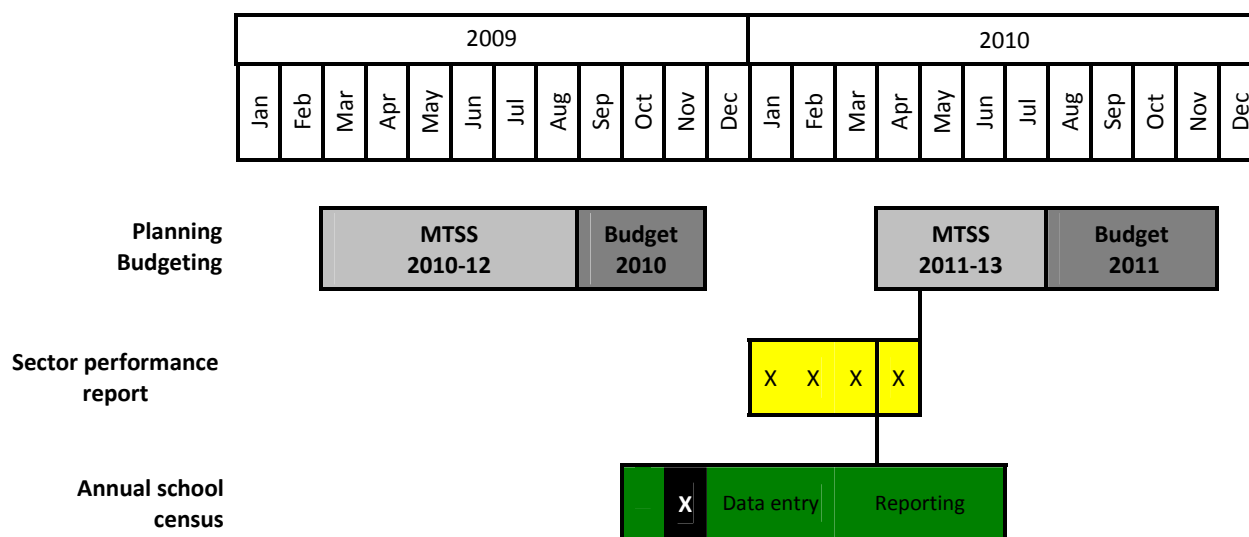 2009 2010
Jan Feb Mar Apr May Jun Jul Aug Sep Oct Nov Dec Jan Feb Mar Apr May Jun Jul Aug Sep Oct Nov Dec
Planning
Budgeting
MTSS
2010-12
Budget
2010
MTSS
2011-13
Budget
2011
Sector performance
report
X X X X
Annual school
census
X Data entry Reporting